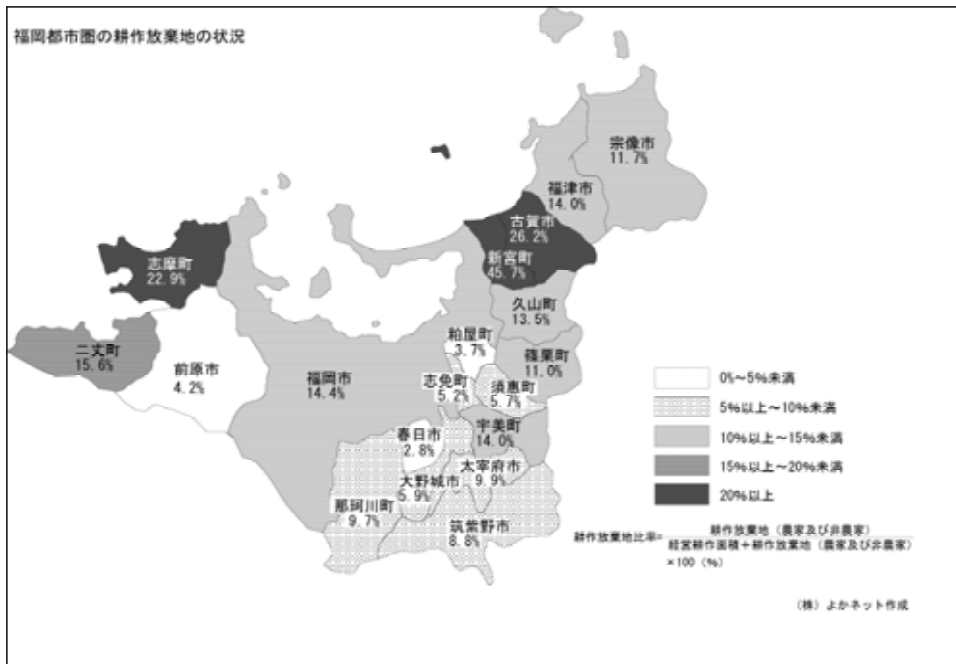 福岡都市圏の耕作放棄地の状況
宗像市
11.7%
福津市
14.0%
古賀市
26.2%
新宮町
45.7%
志摩町
22.9%
久山町
13.5%
二丈町
15.6%
前原市
4.2%
福岡市
14.4%
粕屋町
3.7%
篠栗町
11.0%
志免町
5.2%
須恵町
5.7%
春日市
2.8%
宇美町
14.0%
大野城市
5.9%
太宰府市
9.9%
那珂川町
9.7%
筑紫野市
8.8%
0%～5%未満
5%以上～10%未満
10%以上～15%未満
15%以上～20%未満
20%以上
耕作放棄地比率=
耕作放棄地（農家及び非農家）
経営耕作面積＋耕作放棄地（農家及び非農家）
×100（%）
（株）よかネット作成